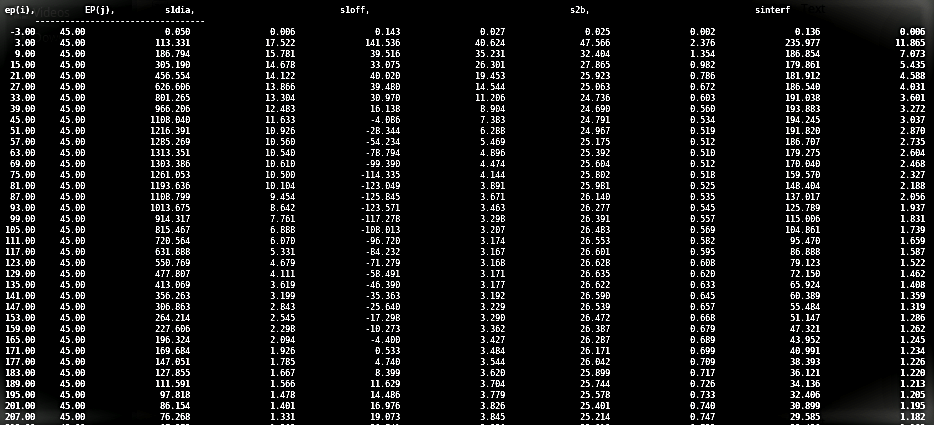 ep(i), EP(j), s1dia, s1off, s2b, sinterf
----------------------------------
-3.00 45.00 0.050 0.006 0.143 0.027 0.025 0.002 0.136 0.006
3.00 45.00 113.331 17.522 141.536 40.624 47.566 2.376 235.977 11.865
9.00 45.00 186.794 15.781 39.516 35.231 32.404 1.354 186.854 7.073
15.00 45.00 305.190 14.678 33.075 26.301 27.865 0.982 179.861 5.435
21.00 45.00 456.554 14.122 40.020 19.453 25.923 0.786 181.912 4.588
27.00 45.00 626.606 13.866 39.480 14.544 25.063 0.672 186.540 4.031
33.00 45.00 801.265 13.304 30.970 11.206 24.736 0.603 191.038 3.601
39.00 45.00 966.206 12.483 16.138 8.904 24.690 0.560 193.883 3.272
45.00 45.00 1108.040 11.633 -4.086 7.383 24.791 0.534 194.245 3.037
51.00 45.00 1216.391 10.926 -28.344 6.288 24.967 0.519 191.820 2.870
57.00 45.00 1285.269 10.560 -54.234 5.469 25.175 0.512 186.707 2.735
63.00 45.00 1313.351 10.540 -78.794 4.896 25.392 0.510 179.275 2.604
69.00 45.00 1303.386 10.610 -99.390 4.474 25.604 0.512 170.040 2.468
75.00 45.00 1261.053 10.500 -114.335 4.144 25.802 0.518 159.570 2.327
81.00 45.00 1193.636 10.104 -123.049 3.891 25.981 0.525 148.404 2.188
87.00 45.00 1108.799 9.454 -125.845 3.671 26.140 0.535 137.017 2.056
93.00 45.00 1013.675 8.642 -123.571 3.463 26.277 0.545 125.789 1.937
99.00 45.00 914.317 7.761 -117.278 3.298 26.391 0.557 115.006 1.831
105.00 45.00 815.467 6.888 -108.013 3.207 26.483 0.569 104.861 1.739
111.00 45.00 720.564 6.070 -96.720 3.174 26.553 0.582 95.470 1.659
117.00 45.00 631.888 5.331 -84.232 3.167 26.601 0.595 86.888 1.587
123.00 45.00 550.769 4.679 -71.279 3.168 26.628 0.608 79.123 1.522
129.00 45.00 477.807 4.111 -58.491 3.171 26.635 0.620 72.150 1.462
135.00 45.00 413.069 3.619 -46.390 3.177 26.622 0.633 65.924 1.408
141.00 45.00 356.263 3.199 -35.363 3.192 26.590 0.645 60.389 1.359
147.00 45.00 306.863 2.843 -25.640 3.229 26.539 0.657 55.484 1.319
153.00 45.00 264.214 2.545 -17.298 3.290 26.472 0.668 51.147 1.286
159.00 45.00 227.606 2.298 -10.273 3.362 26.387 0.679 47.321 1.262
165.00 45.00 196.324 2.094 -4.400 3.427 26.287 0.689 43.952 1.245
171.00 45.00 169.684 1.926 0.533 3.484 26.171 0.699 40.991 1.234
177.00 45.00 147.051 1.785 4.740 3.544 26.042 0.709 38.393 1.226
183.00 45.00 127.855 1.667 8.399 3.620 25.899 0.717 36.121 1.220
189.00 45.00 111.591 1.566 11.629 3.704 25.744 0.726 34.136 1.213
195.00 45.00 97.818 1.478 14.486 3.779 25.578 0.733 32.406 1.205
201.00 45.00 86.154 1.401 16.976 3.826 25.401 0.740 30.899 1.195
207.00 45.00 76.268 1.331 19.073 3.845 25.214 0.747 29.585 1.182